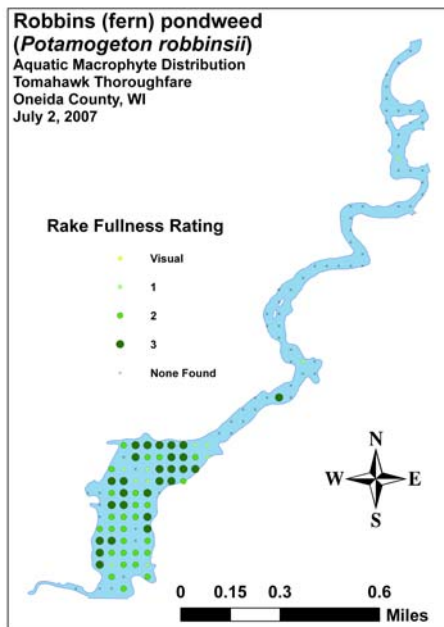 Robbins (fern) pondweed
(Potamogeton robbinsii)
Aquatic Macrophyte Distribution
Tomahawk Thoroughfare
Oneida County, WI
July 2, 2007
Rake Fullness Rating
Visual
1
2
3
None Found
N
W E
S
0 0.15 0.3 0.6
Miles